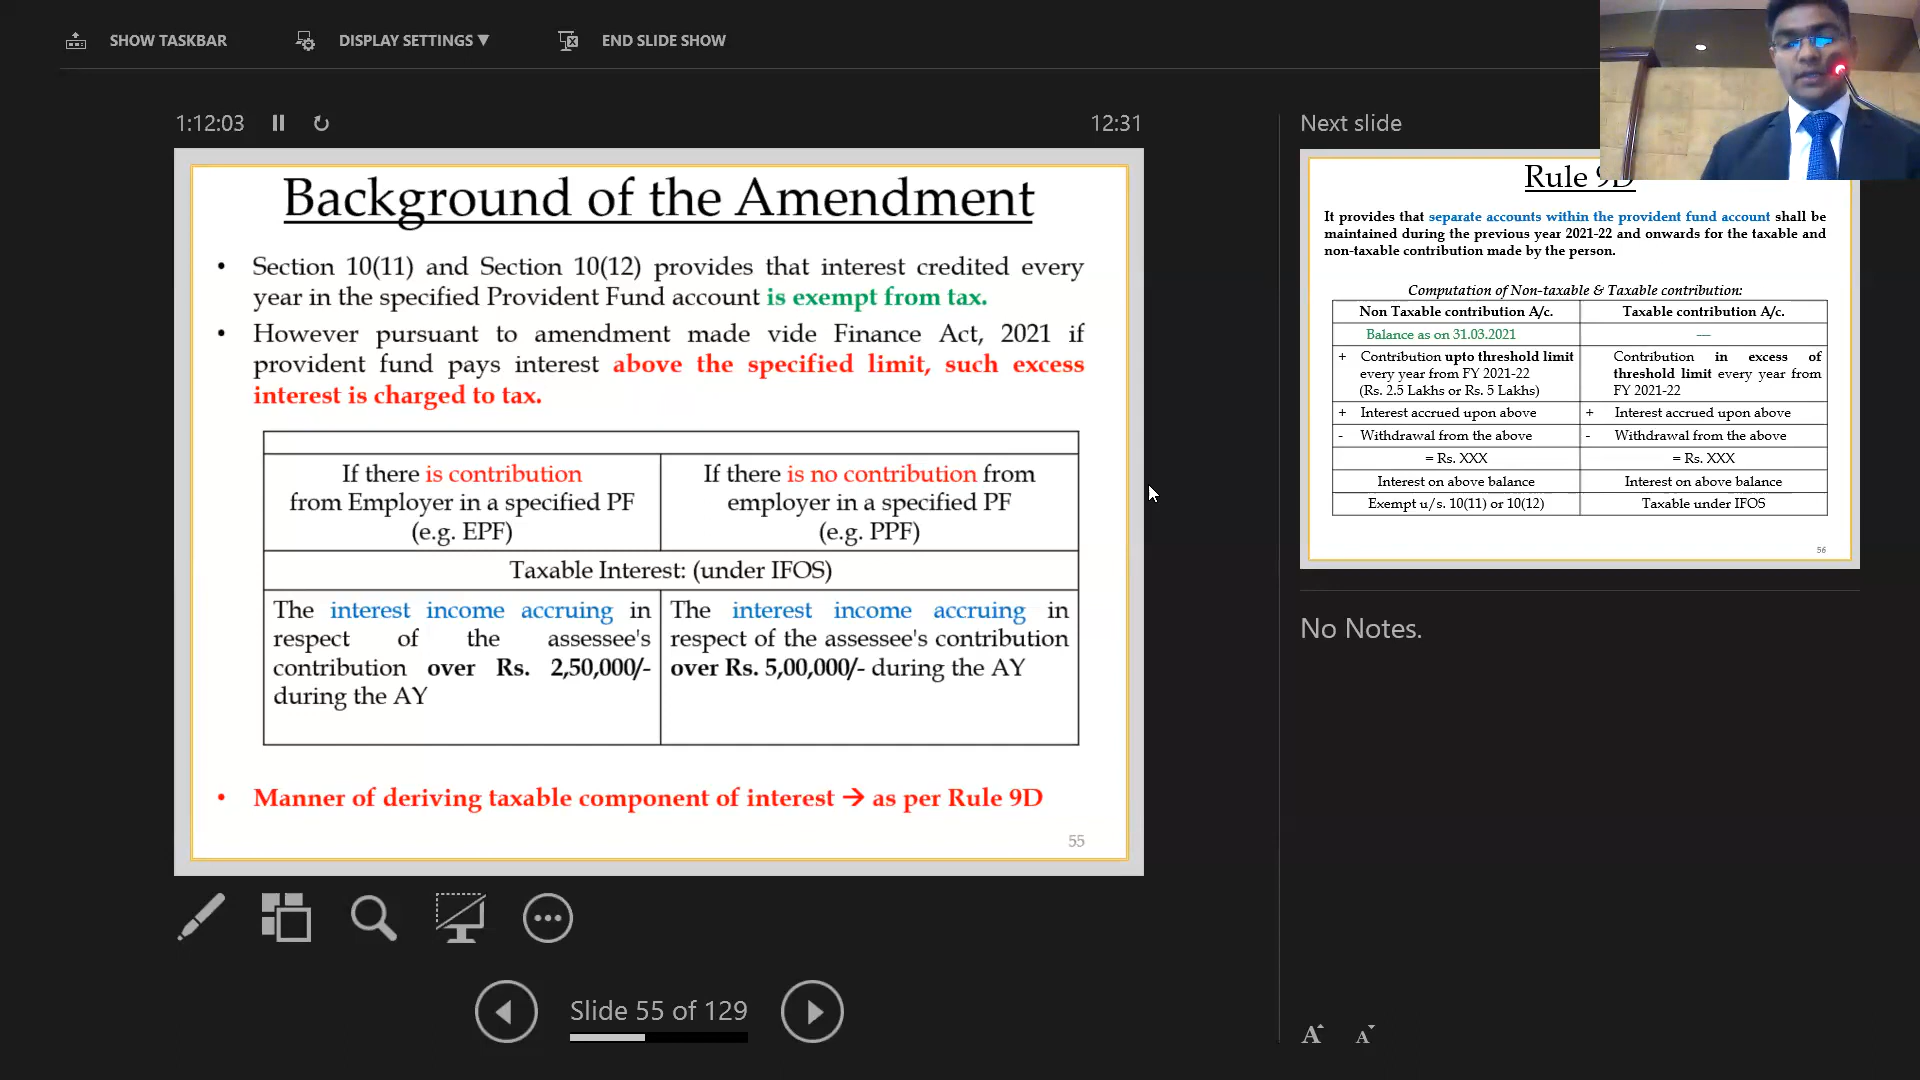 SHOW TASKBAR
DISPLAY SETTINGS ▼
END SLIDE SHOW
1:12:03
12:31
Background of the Amendment
• Section 10(11) and Section 10(12) provides that interest credited every
year in the specified Provident Fund account is exempt from tax.
• However pursuant to amendment made vide Finance Act, 2021 if
provident fund pays interest above the specified limit, such excess
interest is charged to tax.
If there is contribution
from Employer in a specified PF
(e.g. EPF)
If there is no contribution from
employer in a specified PF
(e.g. PPF)
Taxable Interest: (under IFOS)
The interest income accruing in
respect of the assessee's
contribution over Rs. 2,50,000/-
during the AY
The interest income accruing in
respect of the assessee's contribution
over Rs. 5,00,000/- during the AY
• Manner of deriving taxable component of interest → as per Rule 9D
55
Slide 55 of 129
Next slide
Rule 9D
It provides that separate accounts within the provident fund account shall be
maintained during the previous year 2021-22 and onwards for the taxable and
non-taxable contribution made by the person.
Computation of Non-taxable & Taxable contribution:
Non Taxable contribution A/c.
Taxable contribution A/c.
Balance as on 31.03.2021
—
+ Contribution upto threshold limit
every year from FY 2021-22
(Rs. 2.5 Lakhs or Rs. 5 Lakhs)
Contribution in excess of
threshold limit every year from
FY 2021-22
+ Interest accrued upon above
+ Interest accrued upon above
- Withdrawal from the above
- Withdrawal from the above
= Rs. XXX
= Rs. XXX
Interest on above balance
Interest on above balance
Exempt u/s. 10(11) or 10(12)
Taxable under IFOS
56
No Notes.
A A